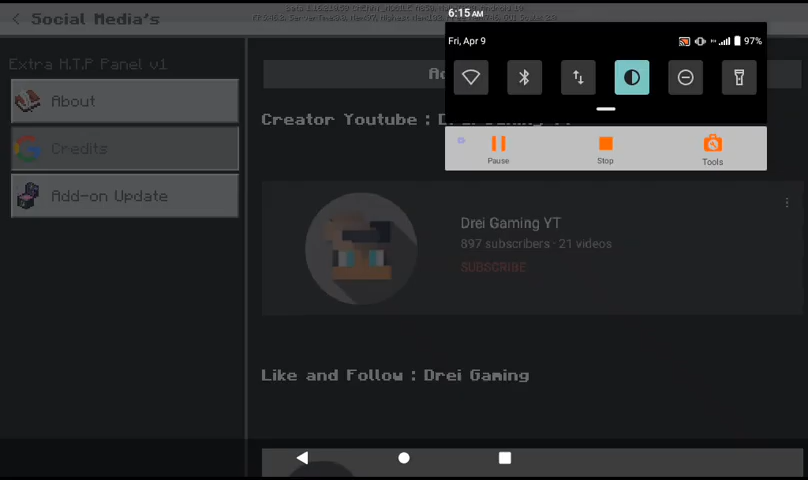 Social Media's
6:15 AM
Fri, Apr 9
97%
Extra H.T.P Panel v1
About
Credits
Add-on Update
Pause
Stop
Tools
Creator Youtube :
Drei Gaming YT
897 subscribers · 21 videos
SUBSCRIBE
Like and Follow : Drei Gaming